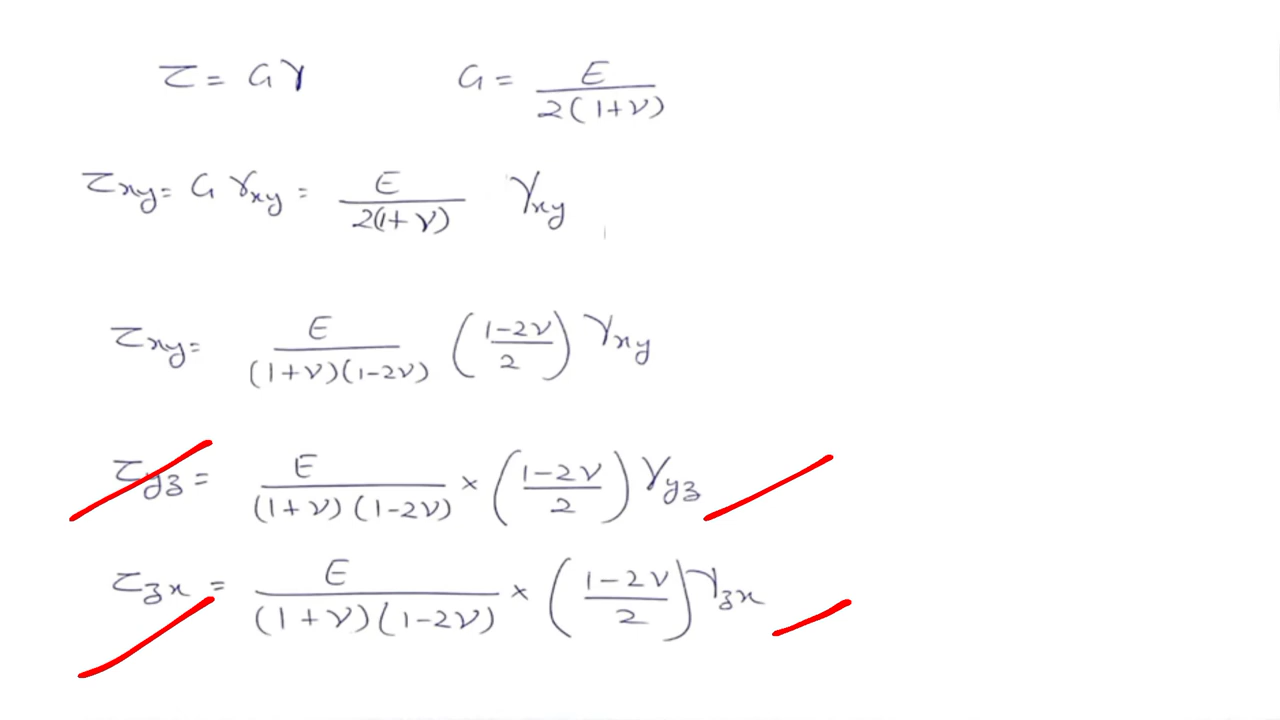 τ = Gγ G = E / 2(1+ν)
τxy = G γxy = E / 2(1+ν) γxy
τxy = E / (1+ν)(1-2ν) ((1-2ν)/2) γxy
τyz = E / (1+ν)(1-2ν) × ((1-2ν)/2) γyz
τzx = E / (1+ν)(1-2ν) × ((1-2ν)/2) γzx